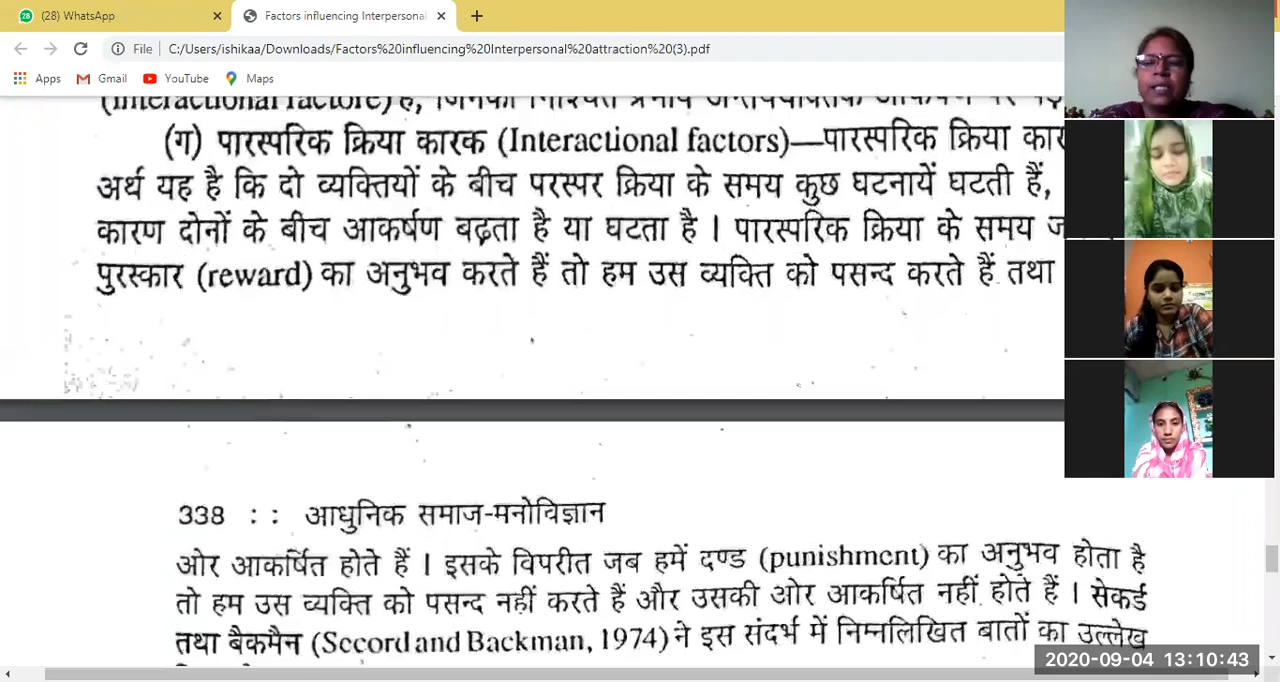 28 (28) WhatsApp
Factors influencing Interpersonal
File C:/Users/ishikaa/Downloads/Factors%20influencing%20Interpersonal%20attraction%20(3).pdf
Apps Gmail YouTube Maps
(ग) पारस्परिक क्रिया कारक (Interactional factors)—पारस्परिक क्रिया कार
अर्थ यह है कि दो व्यक्तियों के बीच परस्पर क्रिया के समय कुछ घटनायें घटती हैं,
कारण दोनों के बीच आकर्षण बढ़ता है या घटता है । पारस्परिक क्रिया के समय ज
पुरस्कार (reward) का अनुभव करते हैं तो हम उस व्यक्ति को पसन्द करते हैं तथा
338 : : आधुनिक समाज-मनोविज्ञान
ओर आकर्षित होते हैं । इसके विपरीत जब हमें दण्ड (punishment) का अनुभव होता है
तो हम उस व्यक्ति को पसन्द नहीं करते हैं और उसकी ओर आकर्षित नहीं होते हैं । सेकर्ड
तथा बैकमैन (Secord and Backman, 1974) ने इस संदर्भ में निम्नलिखित बातों का उल्लेख
2020-09-04 13:10:43